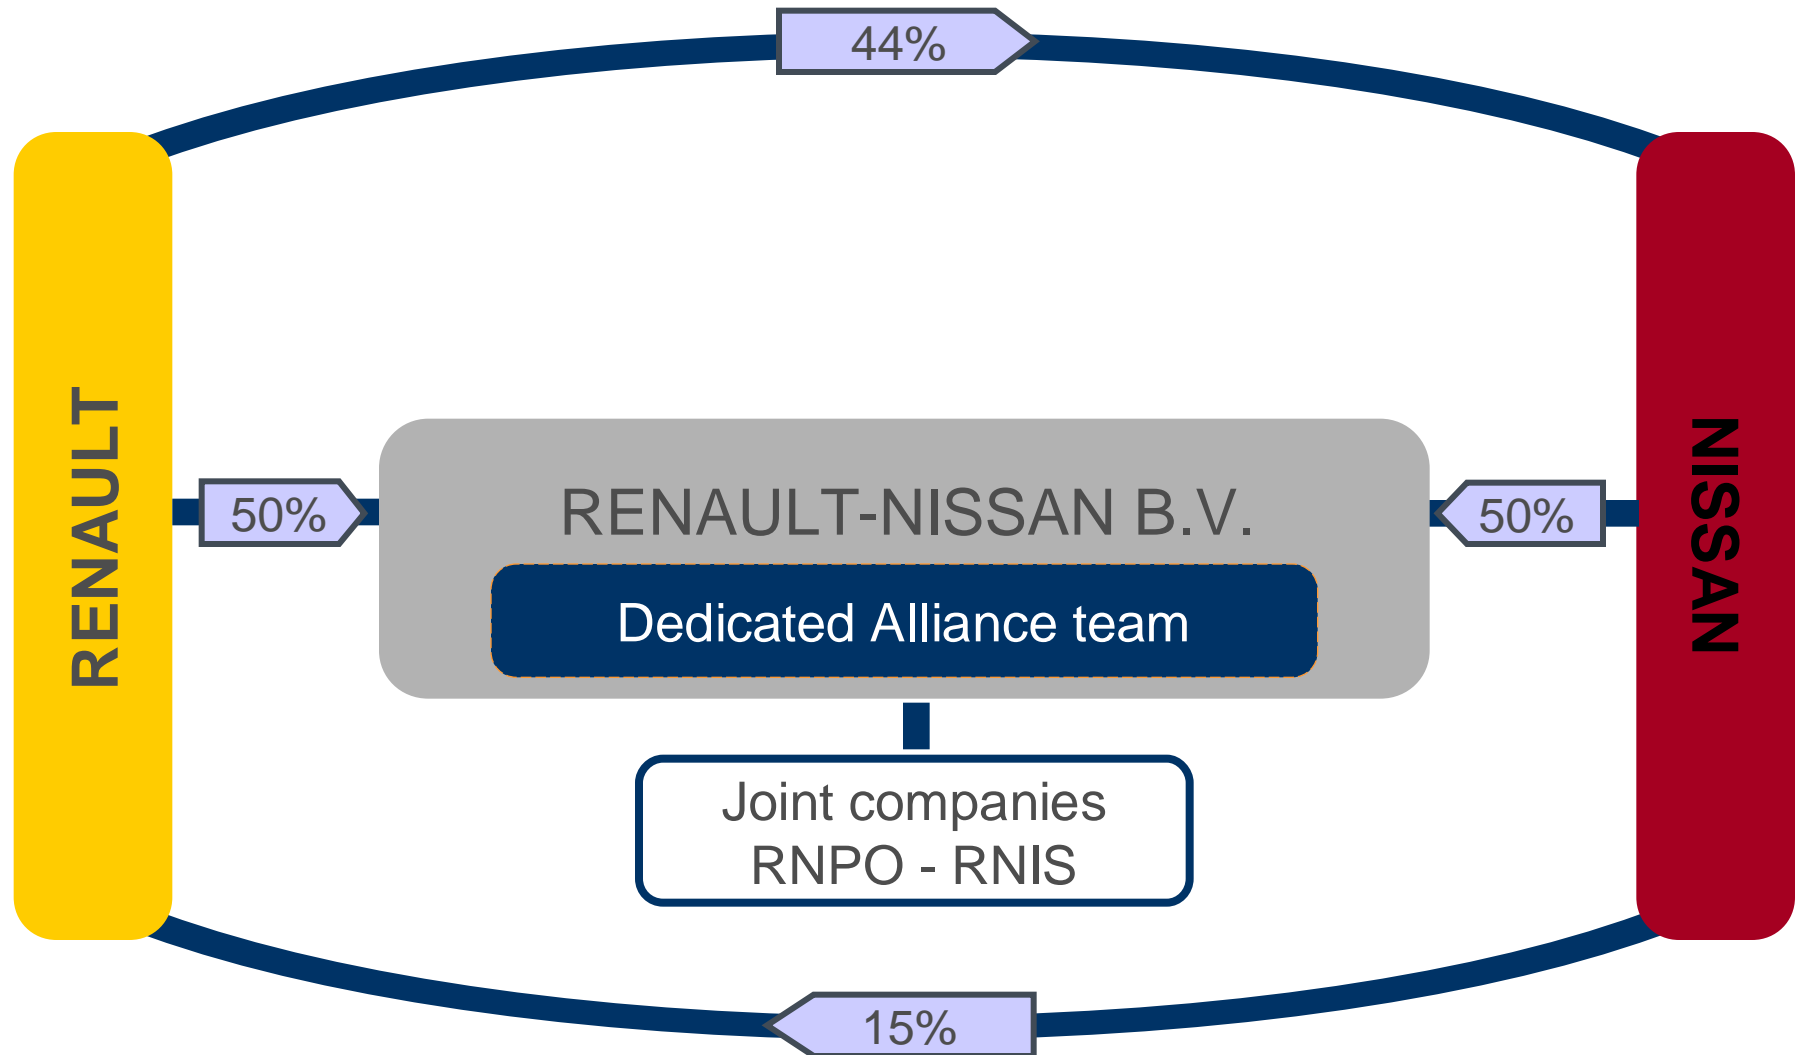 44%
RENAULT
50%
RENAULT-NISSAN B.V.
50%
NISSAN
Dedicated Alliance team
Joint companies
RNPO - RNIS
15%